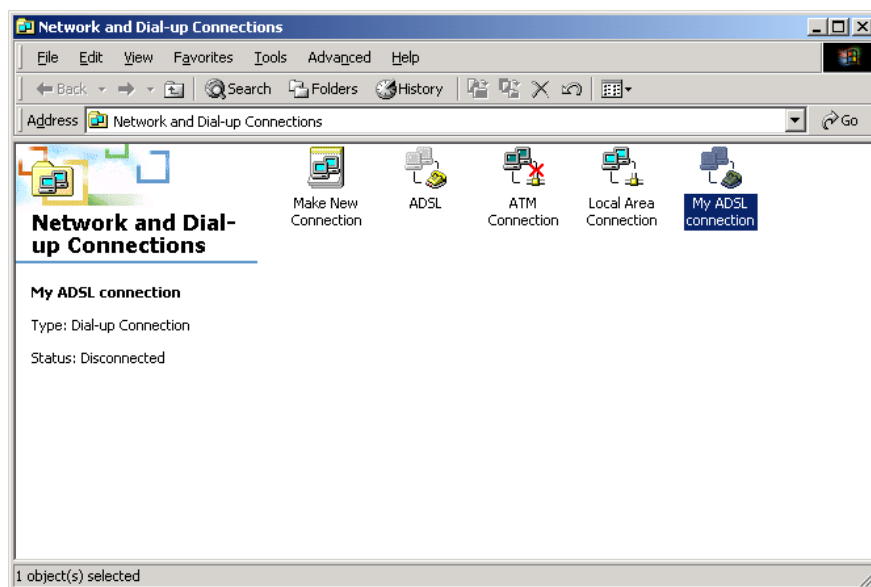 Network and Dial-up Connections
File Edit View Favorites Tools Advanced Help
Back Search Folders History
Address Network and Dial-up Connections Go
Make New
Connection
ADSL
ATM
Connection
Local Area
Connection
My ADSL
connection
Network and Dial-
up Connections
My ADSL connection
Type: Dial-up Connection
Status: Disconnected
1 object(s) selected